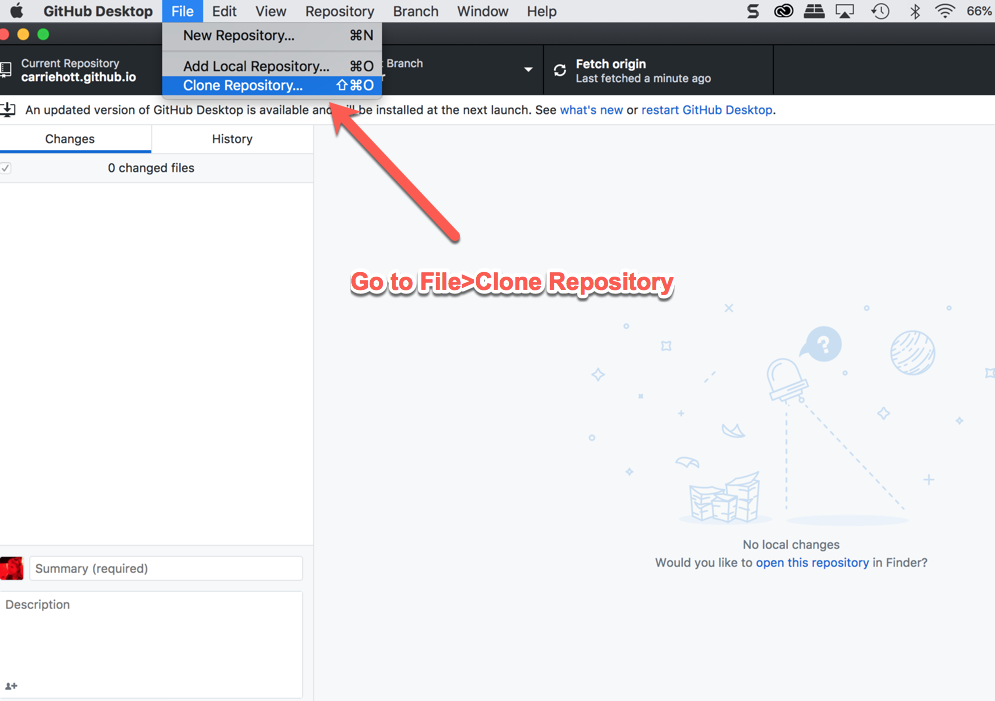 GitHub Desktop File Edit View Repository Branch Window Help 66%
New Repository... ⌘N
Add Local Repository... ⌘O
Clone Repository... ⇧⌘O
Current Repository
carriehott.github.io
Branch
Fetch origin
Last fetched a minute ago
An updated version of GitHub Desktop is available and will be installed at the next launch. See what's new or restart GitHub Desktop.
Changes History
0 changed files
Go to File>Clone Repository
?
No local changes
Would you like to open this repository in Finder?
Summary (required)
Description